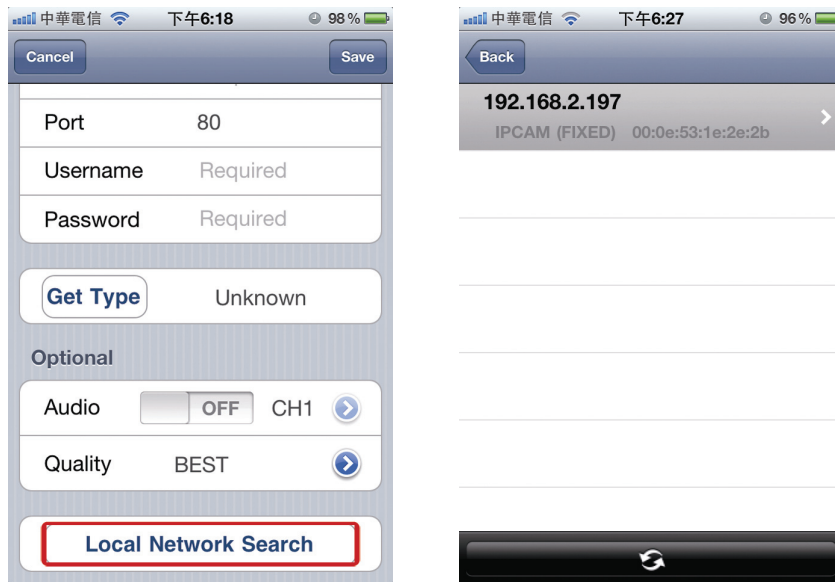 中華電信 下午6:18 98%
Cancel Save
Port 80
Username Required
Password Required
Get Type Unknown
Optional
Audio OFF CH1
Quality BEST
Local Network Search
中華電信 下午6:27 96%
Back
192.168.2.197
IPCAM (FIXED) 00:0e:53:1e:2e:2b